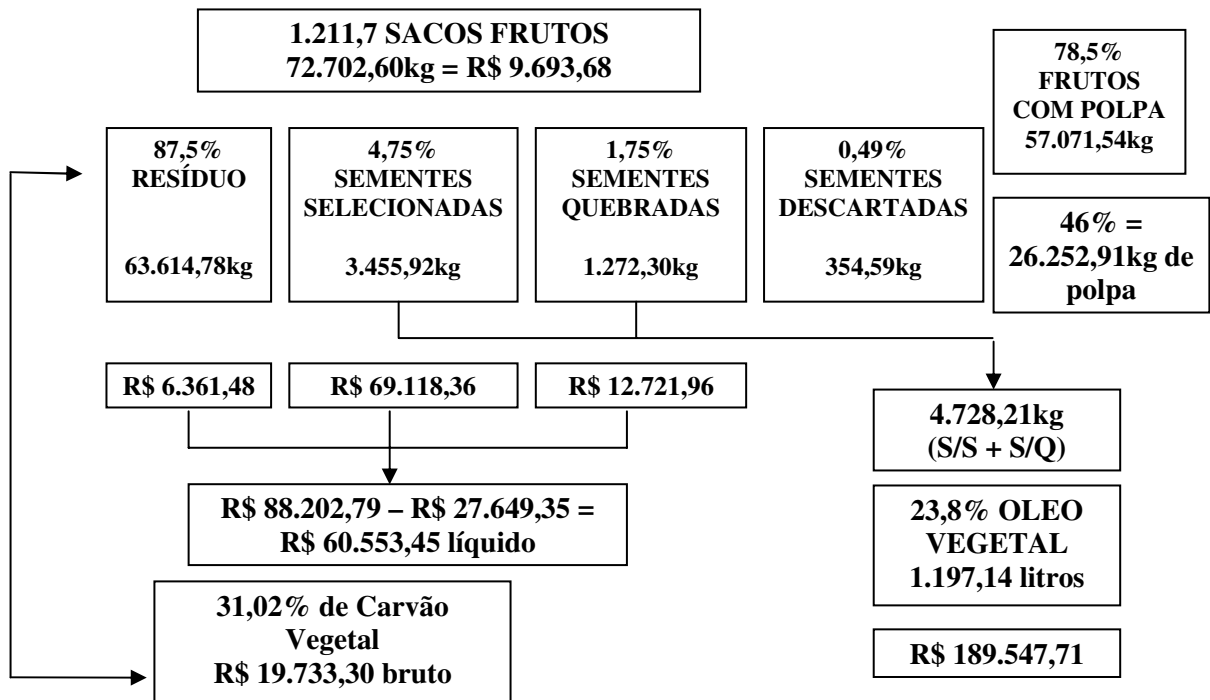 1.211,7 SACOS FRUTOS
72.702,60kg = R$ 9.693,68
78,5%
FRUTOS
COM POLPA
57.071,54kg
87,5%
RESÍDUO
63.614,78kg
4,75%
SEMENTES
SELECIONADAS
3.455,92kg
1,75%
SEMENTES
QUEBRADAS
1.272,30kg
0,49%
SEMENTES
DESCARTADAS
354,59kg
46% =
26.252,91kg de
polpa
R$ 6.361,48
R$ 69.118,36
R$ 12.721,96
4.728,21kg
(S/S + S/Q)
R$ 88.202,79 – R$ 27.649,35 =
R$ 60.553,45 líquido
23,8% OLEO
VEGETAL
1.197,14 litros
31,02% de Carvão
Vegetal
R$ 19.733,30 bruto
R$ 189.547,71